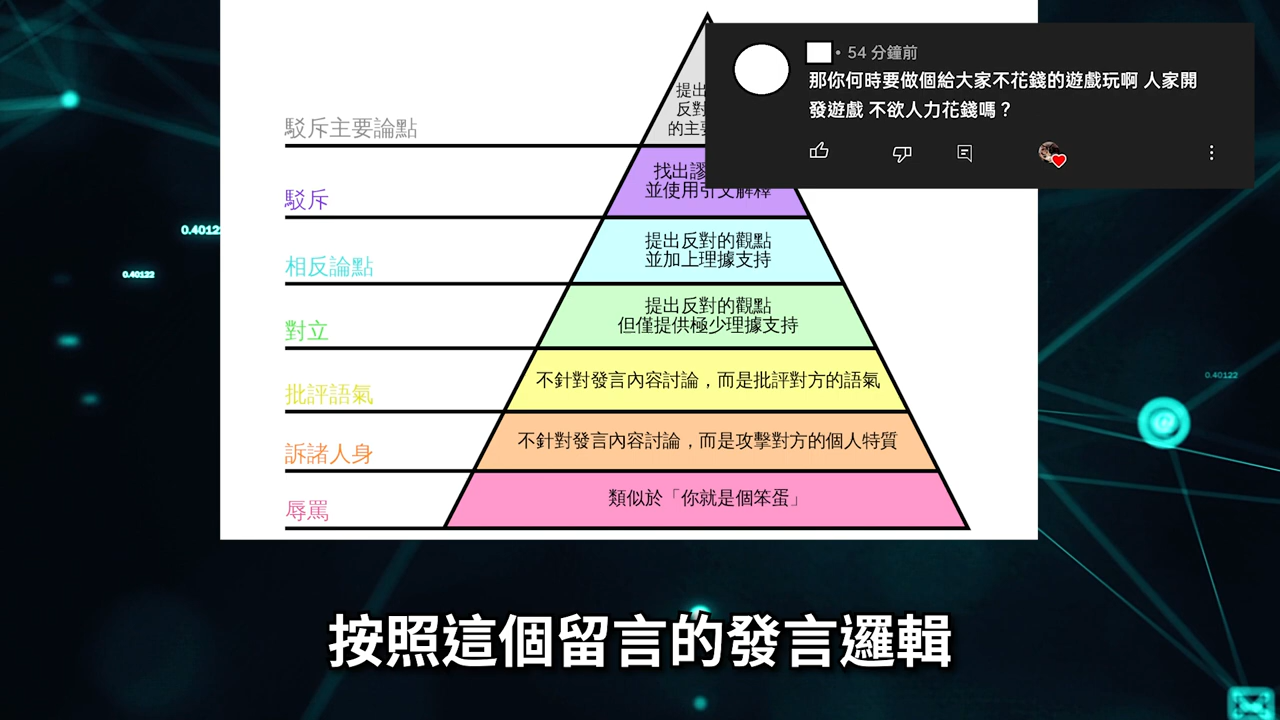 54 分鐘前
那你何時要做個給大家不花錢的遊戲玩啊 人家開
發遊戲 不欲人力花錢嗎？
駁斥主要論點
提出
反對
的主要
駁斥
找出謬
並使用引文解釋
相反論點
提出反對的觀點
並加上理據支持
對立
提出反對的觀點
但僅提供極少理據支持
批評語氣
不針對發言內容討論，而是批評對方的語氣
訴諸人身
不針對發言內容討論，而是攻擊對方的個人特質
辱罵
類似於「你就是個笨蛋」
0.4012
0.40122
0.40122
按照這個留言的發言邏輯